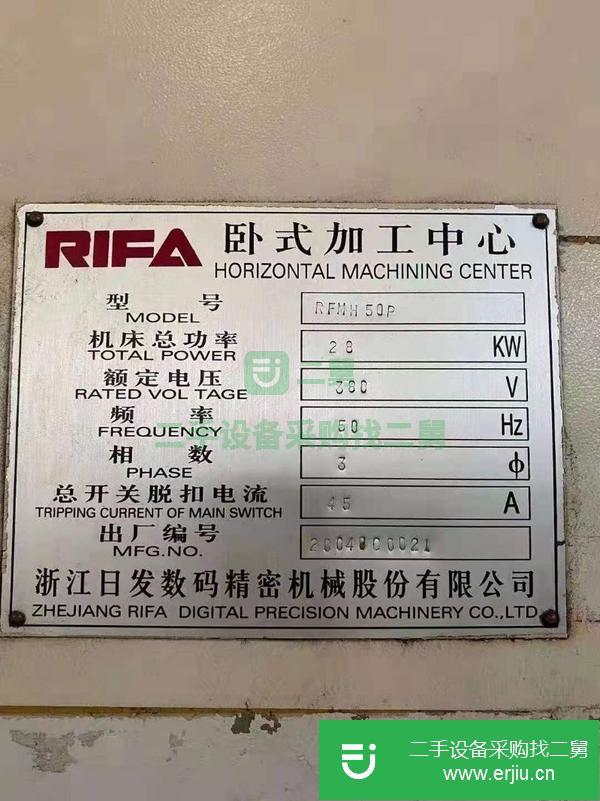 RIFA 卧式加工中心
HORIZONTAL MACHINING CENTER
型号 RFMH50P
MODEL
机床总功率 28 KW
TOTAL POWER
额定电压 380 V
RATED VOL TAGE
频率 50 Hz
FREQUENCY
相数 3 ϕ
PHASE
总开关脱扣电流 45 A
TRIPPING CURRENT OF MAIN SWITCH
出厂编号
MFG.NO.
浙江日发数码精密机械股份有限公司
ZHEJIANG RIFA DIGITAL PRECISION MACHINERY CO.,LTD
二舅
二手设备采购找二舅
二手设备采购找二舅
www.erjiu.cn